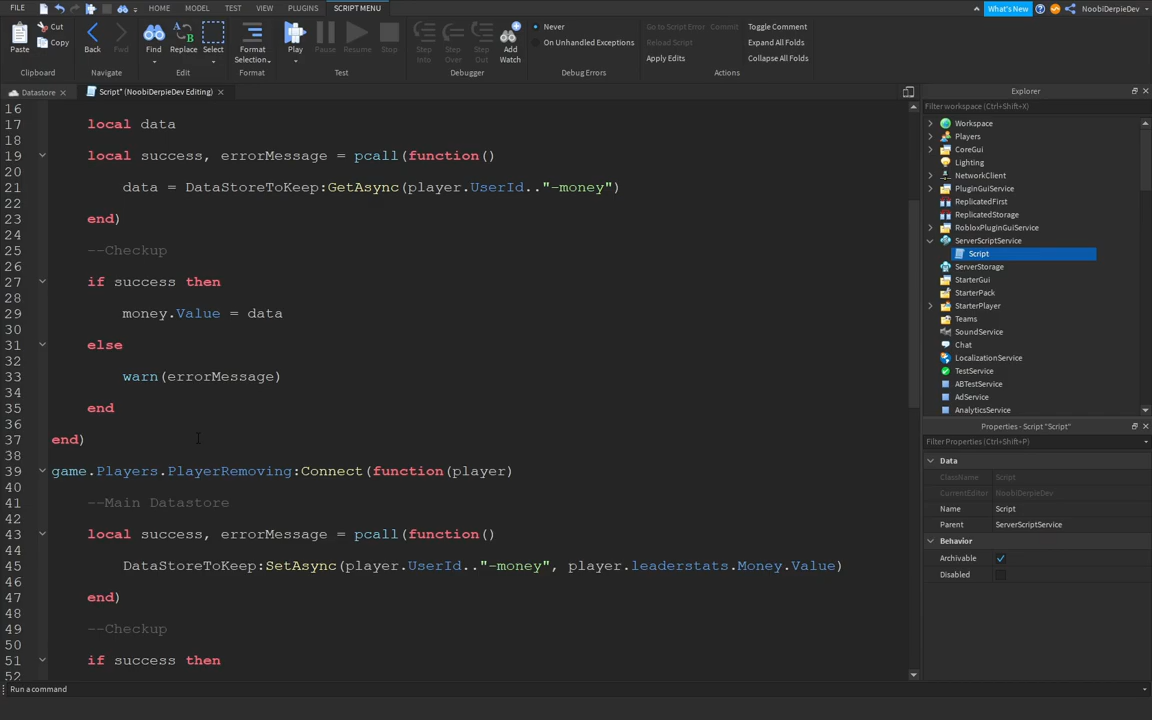 FILE HOME MODEL TEST VIEW PLUGINS SCRIPT MENU What's New NoobiDerpieDev
Paste Cut Copy Back Fwd Find Replace Select Format Selection Play Pause Resume Stop Step Into Step Over Step Out Add Watch Never On Unhandled Exceptions Go to Script Error Commit Reload Script Apply Edits Toggle Comment Expand All Folds Collapse All Folds
Clipboard Navigate Edit Format Test Debugger Debug Errors Actions
Datastore Script* (NoobiDerpieDev Editing)
16
17 local data
18
19 local success, errorMessage = pcall(function()
20
21 data = DataStoreToKeep:GetAsync(player.UserId.."-money")
22
23 end)
24
25 --Checkup
26
27 if success then
28
29 money.Value = data
30
31 else
32
33 warn(errorMessage)
34
35 end
36
37 end)
38
39 game.Players.PlayerRemoving:Connect(function(player)
40
41 --Main Datastore
42
43 local success, errorMessage = pcall(function()
44
45 DataStoreToKeep:SetAsync(player.UserId.."-money", player.leaderstats.Money.Value)
46
47 end)
48
49 --Checkup
50
51 if success then
52
Explorer
Filter workspace (Ctrl+Shift+X)
Workspace
Players
CoreGui
Lighting
NetworkClient
PluginGuiService
ReplicatedFirst
ReplicatedStorage
RobloxPluginGuiService
ServerScriptService
Script
ServerStorage
StarterGui
StarterPack
StarterPlayer
Teams
SoundService
Chat
LocalizationService
TestService
ABTestService
AdService
AnalyticsService
Properties - Script "Script"
Filter Properties (Ctrl+Shift+P)
Data
ClassName Script
CurrentEditor NoobiDerpieDev
Name Script
Parent ServerScriptService
Behavior
Archivable
Disabled
Run a command